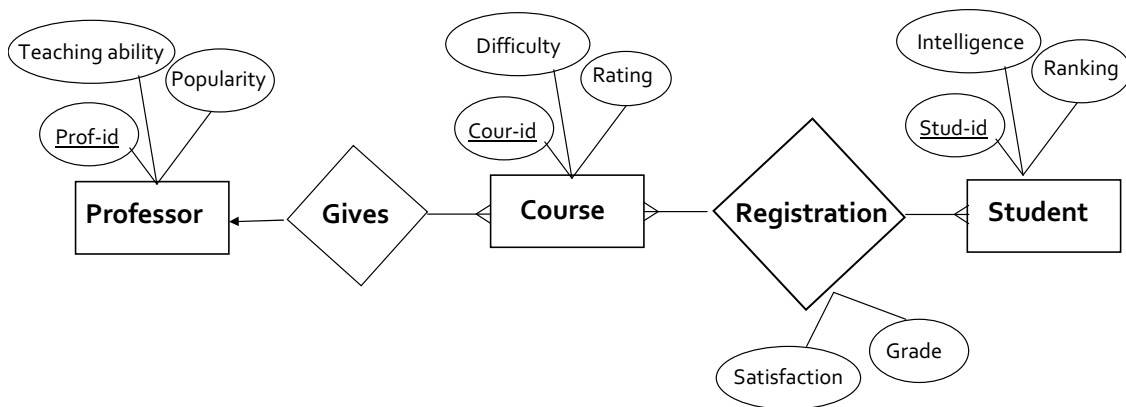 Teaching ability
Popularity
Prof-id
Professor
Gives
Difficulty
Rating
Cour-id
Course
Registration
Satisfaction
Grade
Intelligence
Ranking
Stud-id
Student